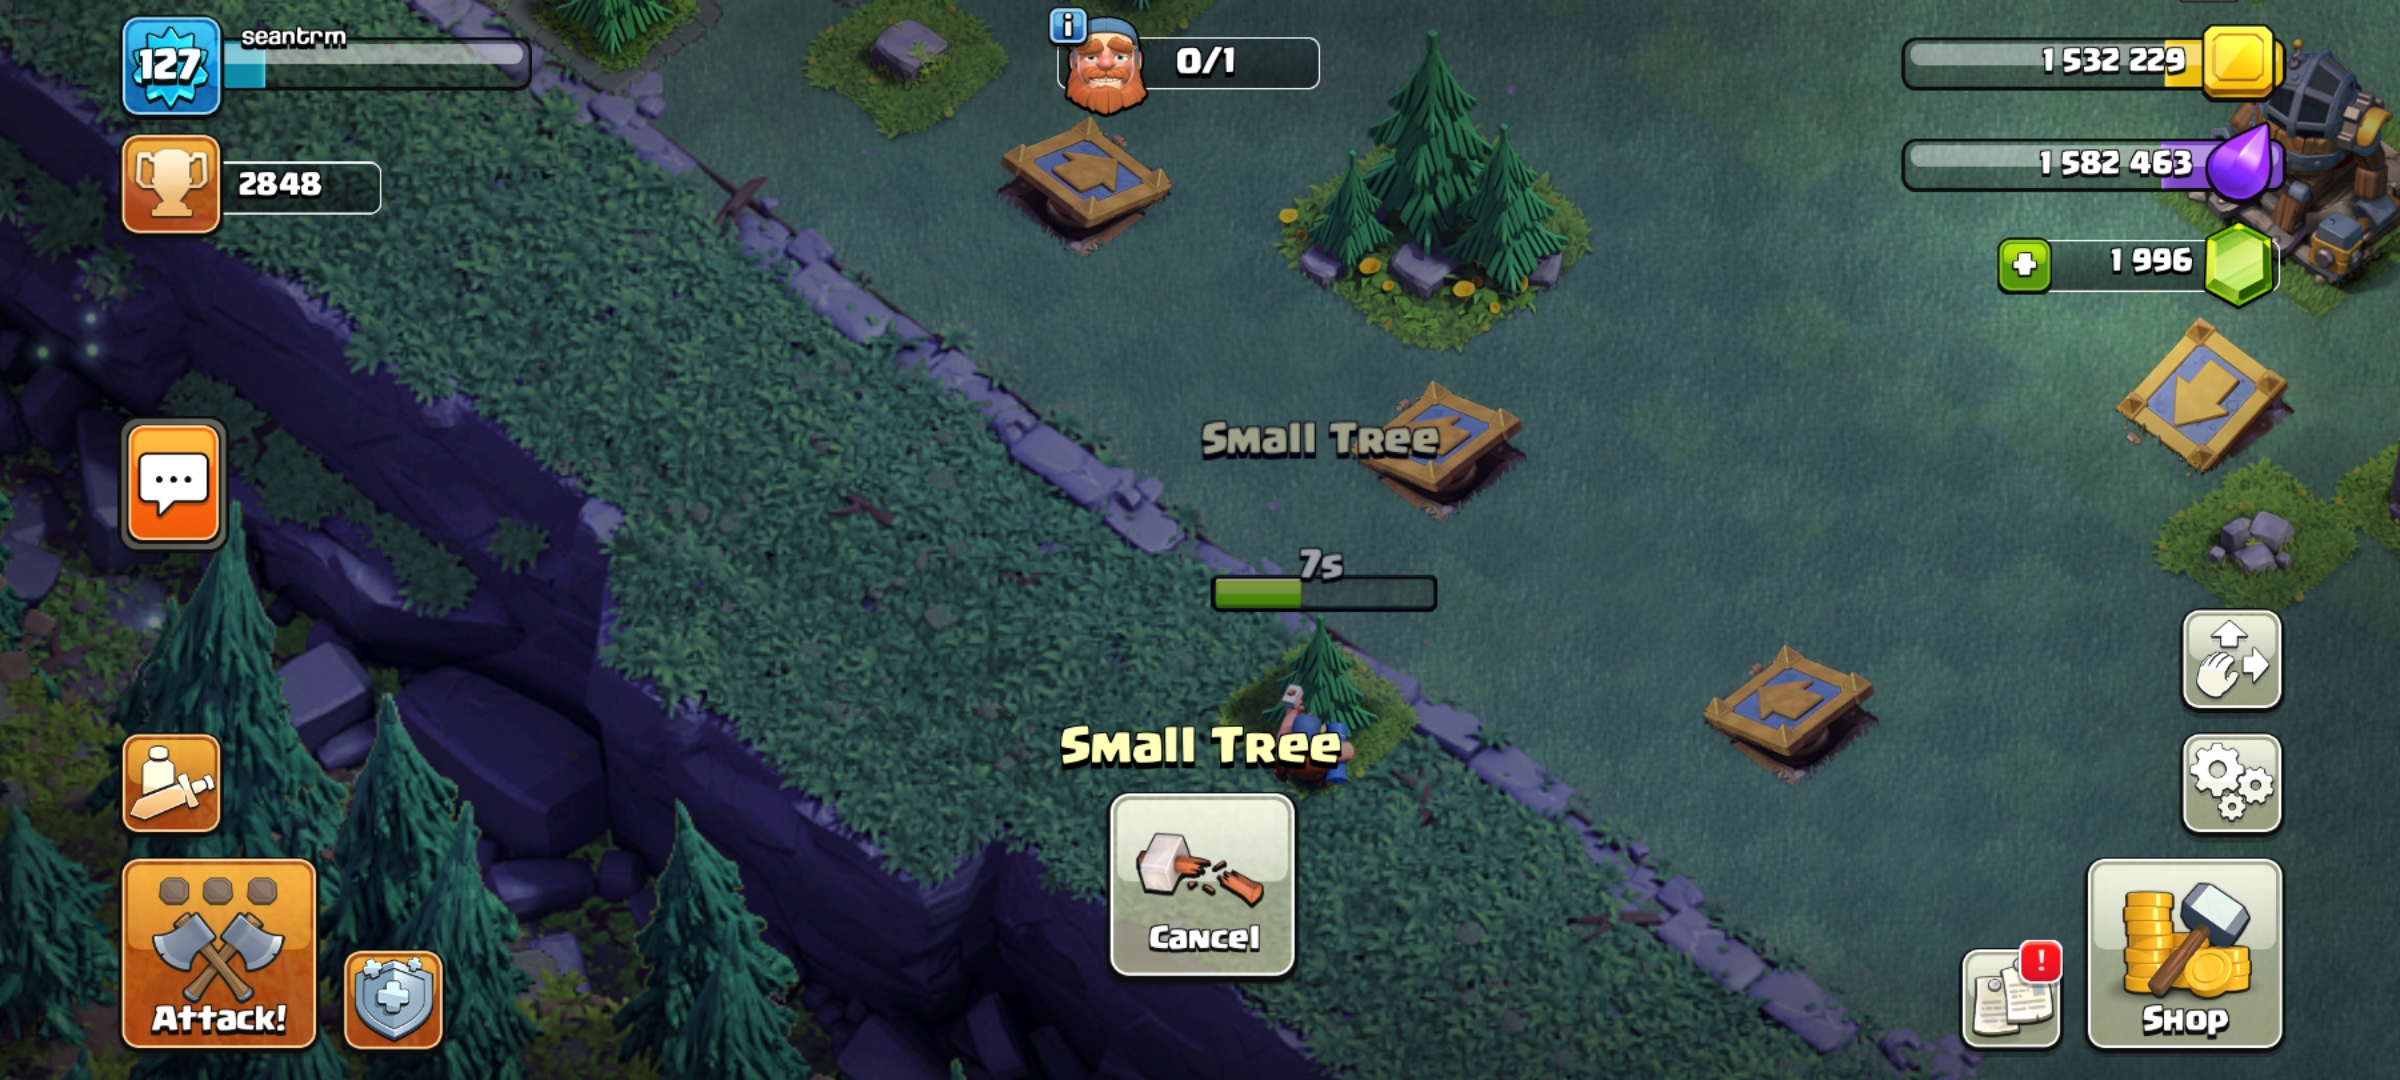 127
seantrm
0/1
1 532 229
2848
1 582 463
1 996
Small Tree
7s
Small Tree
Cancel
Attack!
!
Shop